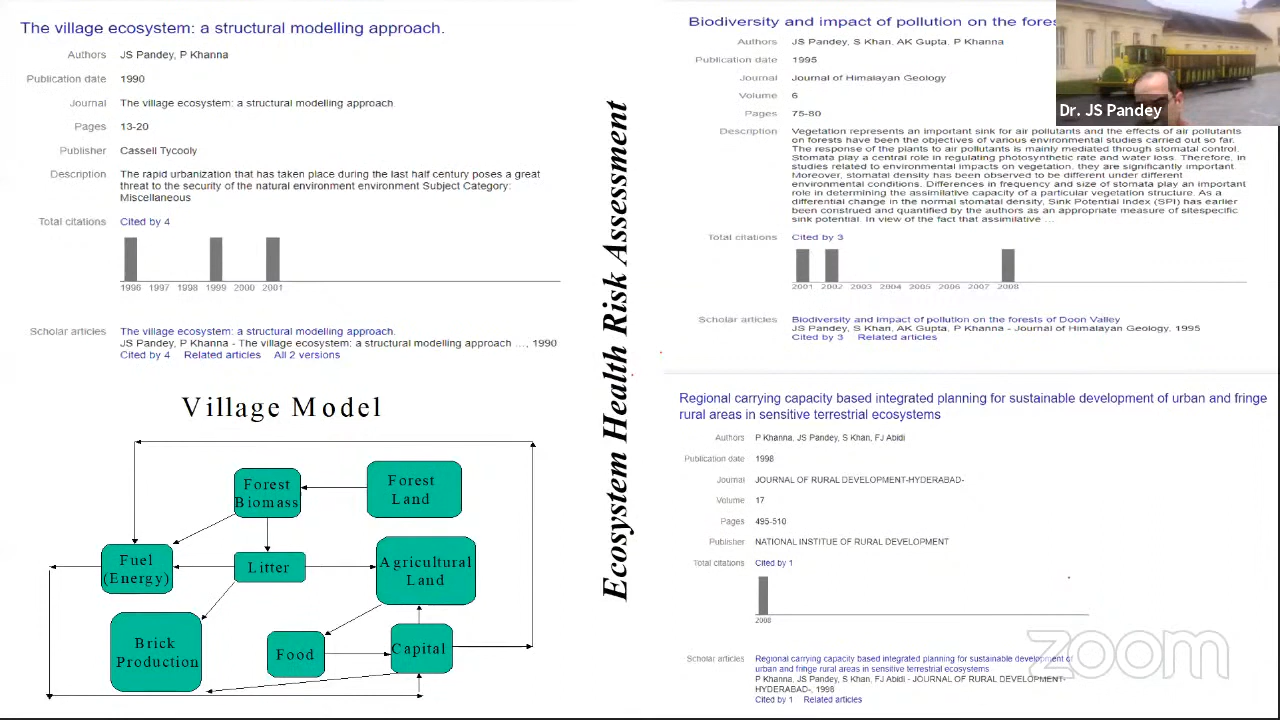 The village ecosystem: a structural modelling approach.
Authors JS Pandey, P Khanna
Publication date 1990
Journal The village ecosystem: a structural modelling approach
Pages 13-20
Publisher Cassell Tycooly
Description The rapid urbanization that has taken place during the last half century poses a great
threat to the security of the natural environment environment Subject Category:
Miscellaneous
Total citations Cited by 4
1996 1997 1998 1999 2000 2001
Scholar articles The village ecosystem: a structural modelling approach.
JS Pandey, P Khanna - The village ecosystem: a structural modelling approach …, 1990
Cited by 4 Related articles All 2 versions
Village Model
Forest
Biomass
Forest
Land
Fuel
(Energy)
Litter
Agricultural
Land
Brick
Production
Food
Capital
Ecosystem Health Risk Assessment
Biodiversity and impact of pollution on the fores
Authors JS Pandey, S Khan, AK Gupta, P Khanna
Publication date 1995
Journal Journal of Himalayan Geology
Volume 6
Pages 75-80
Description Vegetation represents an important sink for air pollutants and the effects of air pollutants
on forests have been the objectives of various environmental studies carried out so far.
The response of the plants to air pollutants is mainly mediated through stomatal control.
Stomata play a central role in regulating photosynthetic rate and water loss. Therefore, in
studies related to environmental impacts on vegetation, they are significantly important.
Moreover, stomatal density has been observed to be different under different
environmental conditions. Differences in frequency and size of stomata play an important
role in determining the assimilative capacity of a particular vegetation structure. As a
differential change in the normal stomatal density, Sink Potential Index (SPI) has earlier
been construed and quantified by the authors as an appropriate measure of sitespecific
sink potential. In view of the fact that assimilative …
Total citations Cited by 3
2001 2002 2003 2004 2005 2006 2007 2008
Scholar articles Biodiversity and impact of pollution on the forests of Doon Valley
JS Pandey, S Khan, AK Gupta, P Khanna - Journal of Himalayan Geology, 1995
Cited by 3 Related articles
Dr. JS Pandey
Regional carrying capacity based integrated planning for sustainable development of urban and fringe
rural areas in sensitive terrestrial ecosystems
Authors P Khanna, JS Pandey, S Khan, FJ Abidi
Publication date 1998
Journal JOURNAL OF RURAL DEVELOPMENT-HYDERABAD-
Volume 17
Pages 495-510
Publisher NATIONAL INSTITUE OF RURAL DEVELOPMENT
Total citations Cited by 1
2008
Scholar articles Regional carrying capacity based integrated planning for sustainable development of
urban and fringe rural areas in sensitive terrestrial ecosystems
P Khanna, JS Pandey, S Khan, FJ Abidi - JOURNAL OF RURAL DEVELOPMENT-
HYDERABAD-, 1998
Cited by 1 Related articles
zoom